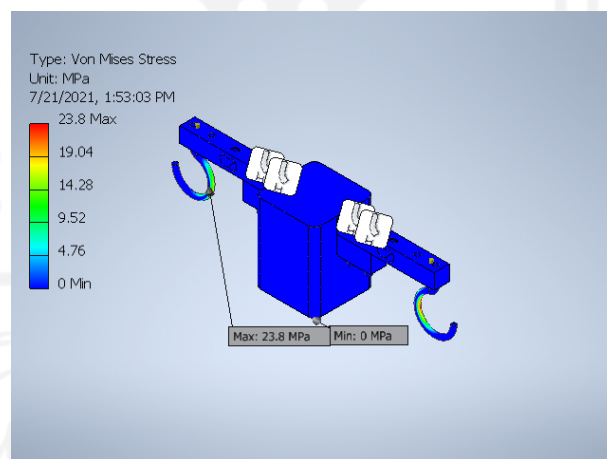 Type: Von Mises Stress
Unit: MPa
7/21/2021, 1:53:03 PM
23.8 Max
19.04
14.28
9.52
4.76
0 Min
Max: 23.8 MPa
Min: 0 MPa